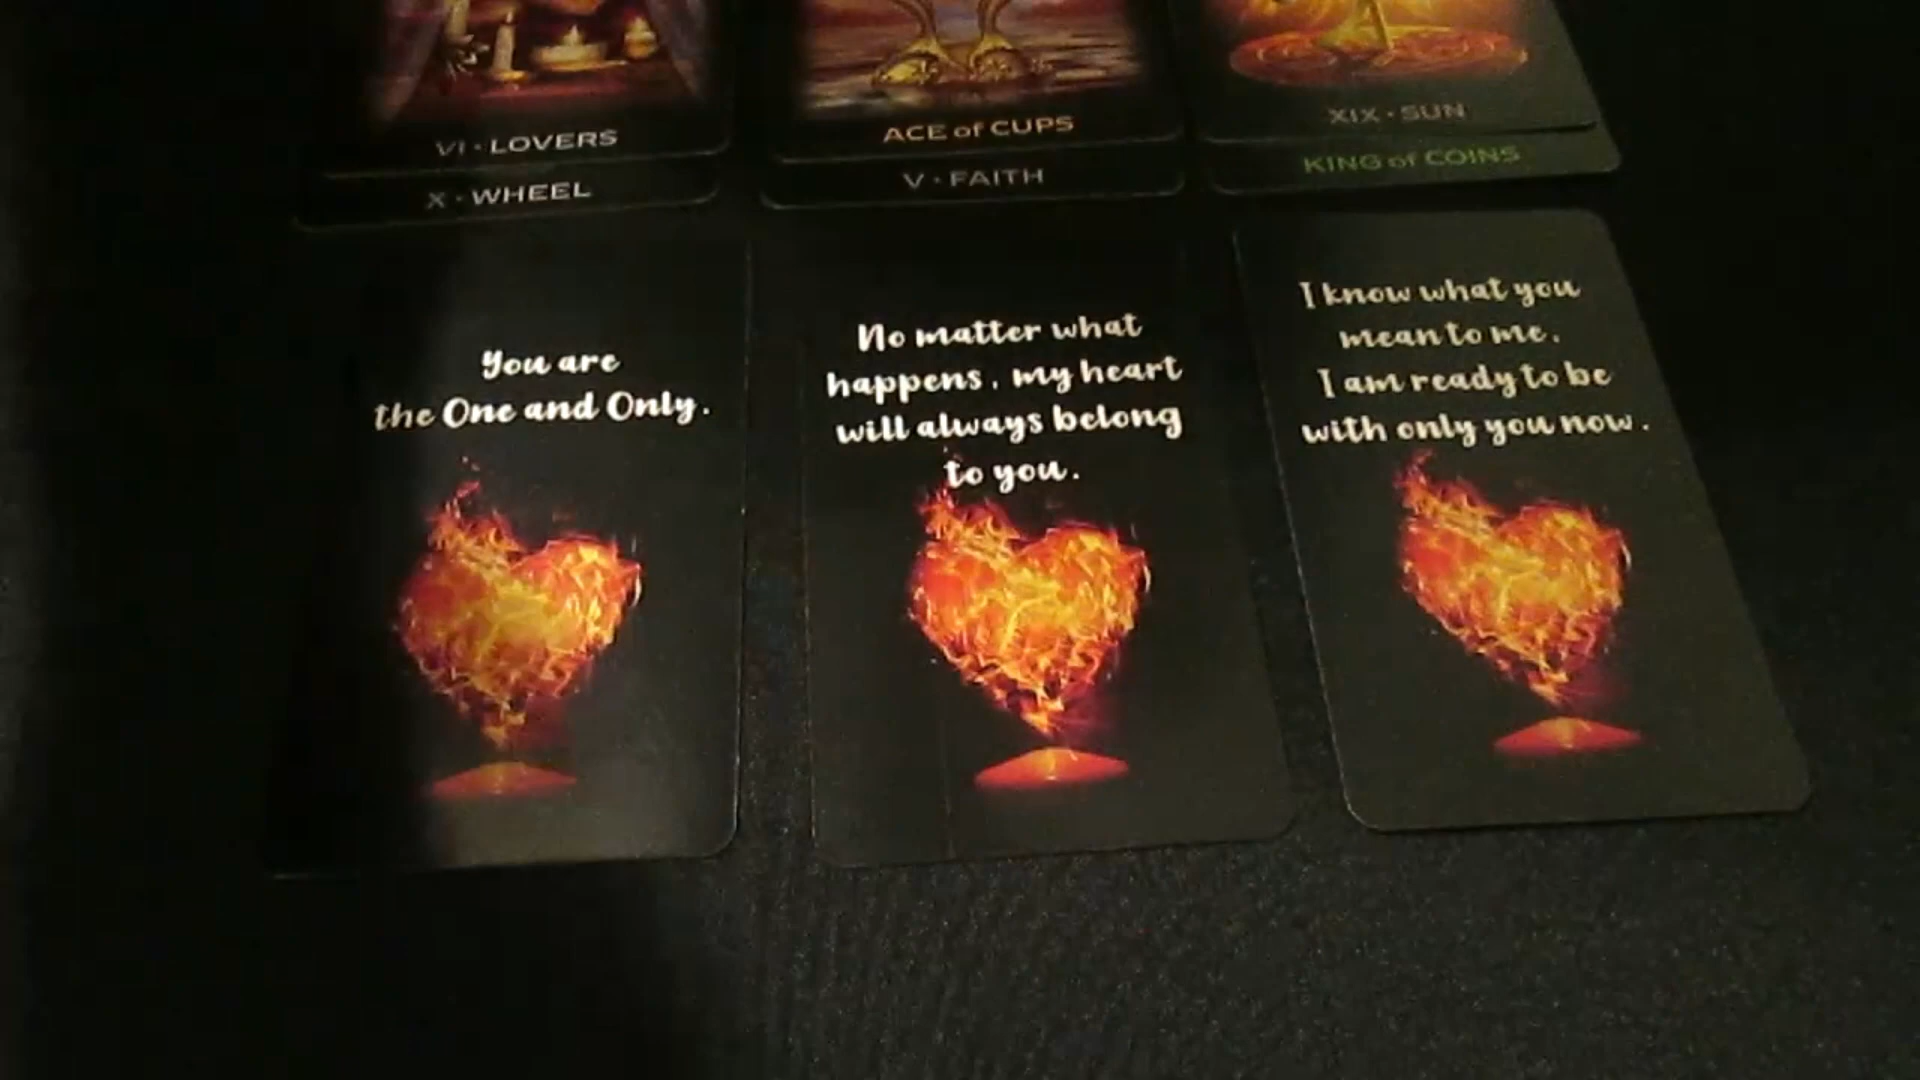 VI · LOVERS
X · WHEEL
ACE of CUPS
V · FAITH
XIX · SUN
KING of COINS
You are
the One and Only.
No matter what
happens, my heart
will always belong
to you.
I know what you
mean to me.
I am ready to be
with only you now.